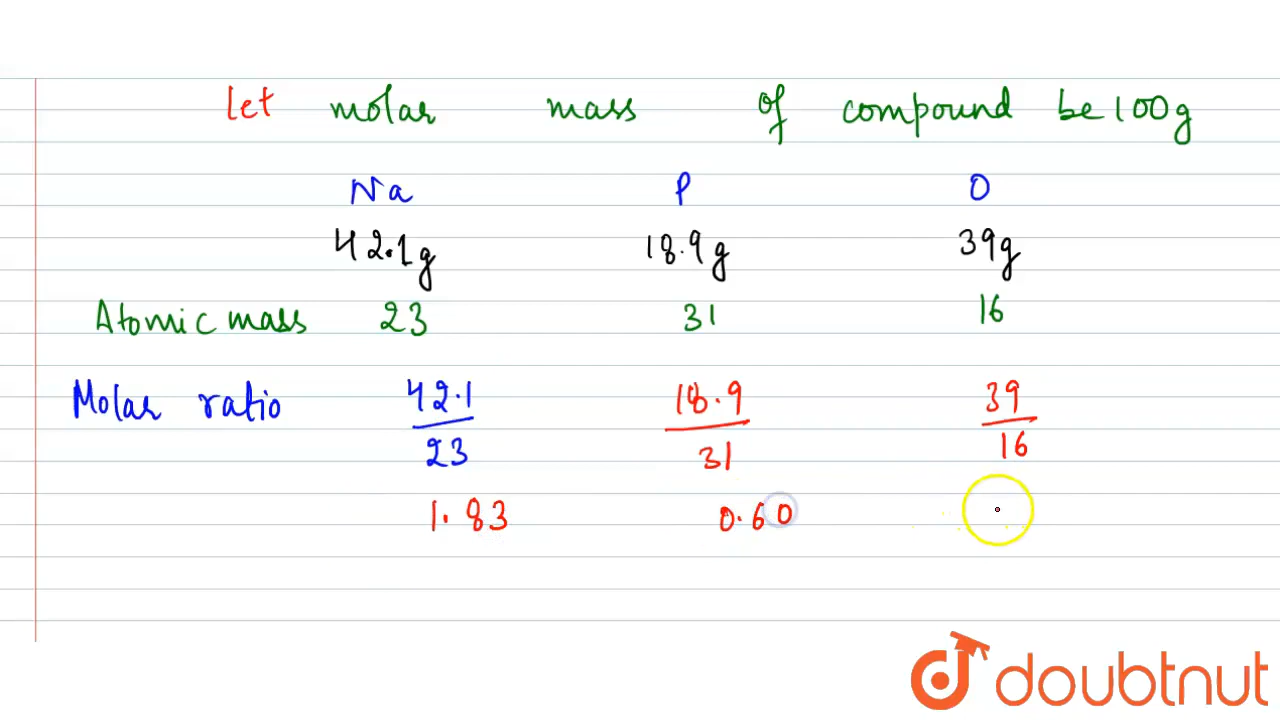 let molar mass of compound be 100g
Na P O
42.1g 18.9g 39g
Atomic mass 23 31 16
Molar ratio 42.1/23 18.9/31 39/16
1.83 0.60
doubtnut